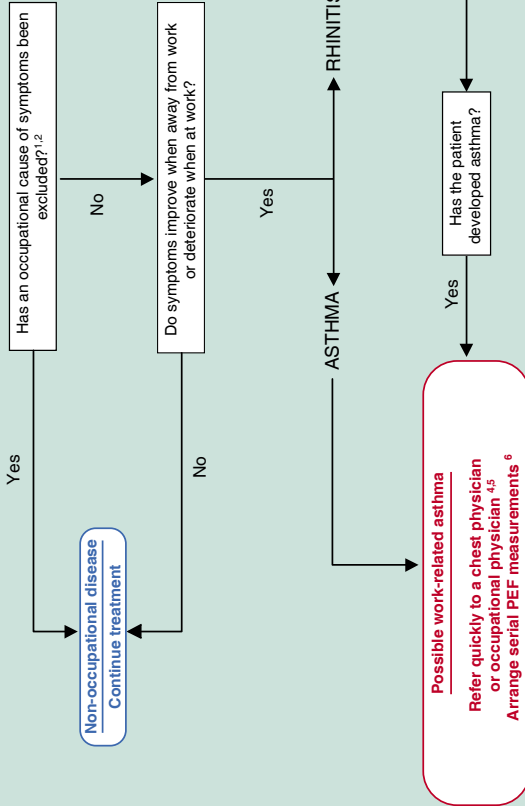 Has an occupational cause of symptoms been
excluded?1,2
Yes
No
Non-occupational disease
Continue treatment
Do symptoms improve when away from work
or deteriorate when at work?
No
Yes
ASTHMA
RHINITIS
Has the patient
developed asthma?
Yes
Possible work-related asthma
Refer quickly to a chest physician
or occupational physician 4,5
Arrange serial PEF measurements 6